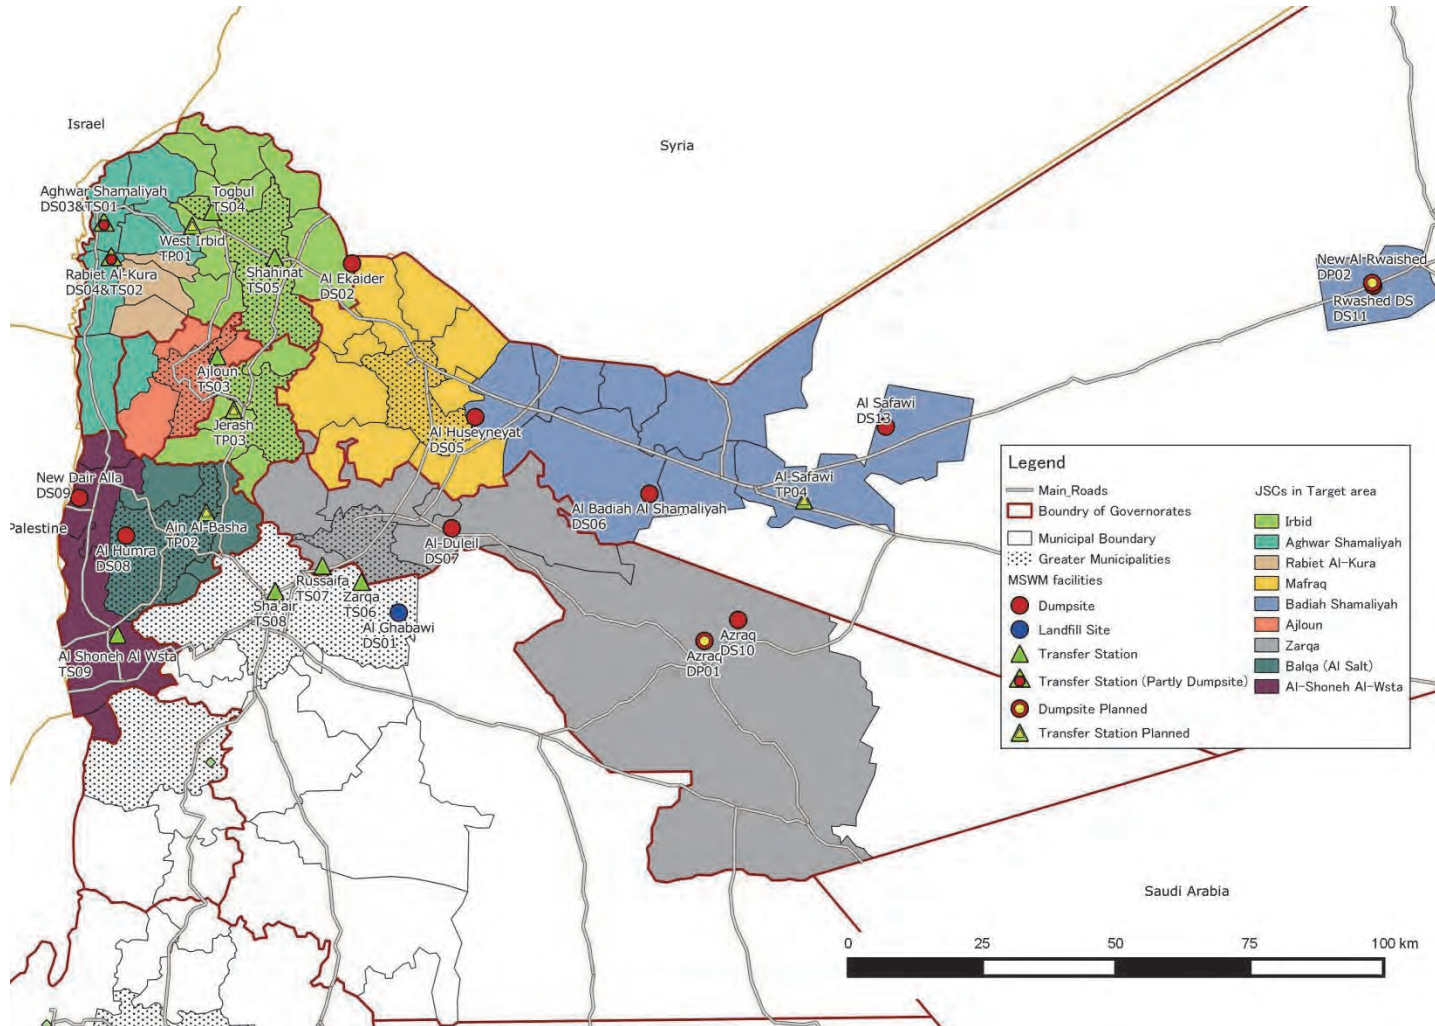 Israel
Syria
Aghwar Shamaliyah
DS03&TS01
Togbul
TS04
West Irbid
TP01
Rabiet Al-Kura
DS04&TS02
Shahinat
TS05
Al Ekaider
DS02
New Al Rwaished
DP02
Rwashed DS
DS11
Ajloun
TS03
Jerash
TP03
Al Huseyneyat
DS05
Al Safawi
DS13
Al-Safawi
TP04
Al Badiah Al Shamaliyah
DS06
New Dair Alla
DS09
Palestine
Al Humra
DS08
Ain Al-Basha
TP02
Al-Duleil
DS07
Russaifa
TS07
Zarqa
TS06
Sha'air
TS08
Al Ghabawi
DS01
Al Shoneh Al Wsta
TS09
Azraq
DS10
Azraq
DP01
Legend
Main_Roads
Boundry of Governorates
Municipal Boundary
Greater Municipalities
MSWM facilities
Dumpsite
Landfill Site
Transfer Station
Transfer Station (Partly Dumpsite)
Dumpsite Planned
Transfer Station Planned
JSCs in Target area
Irbid
Aghwar Shamaliyah
Rabiet Al-Kura
Mafraq
Badiah Shamaliyah
Ajloun
Zarqa
Balqa (Al Salt)
Al-Shoneh Al-Wsta
Saudi Arabia
0 25 50 75 100 km